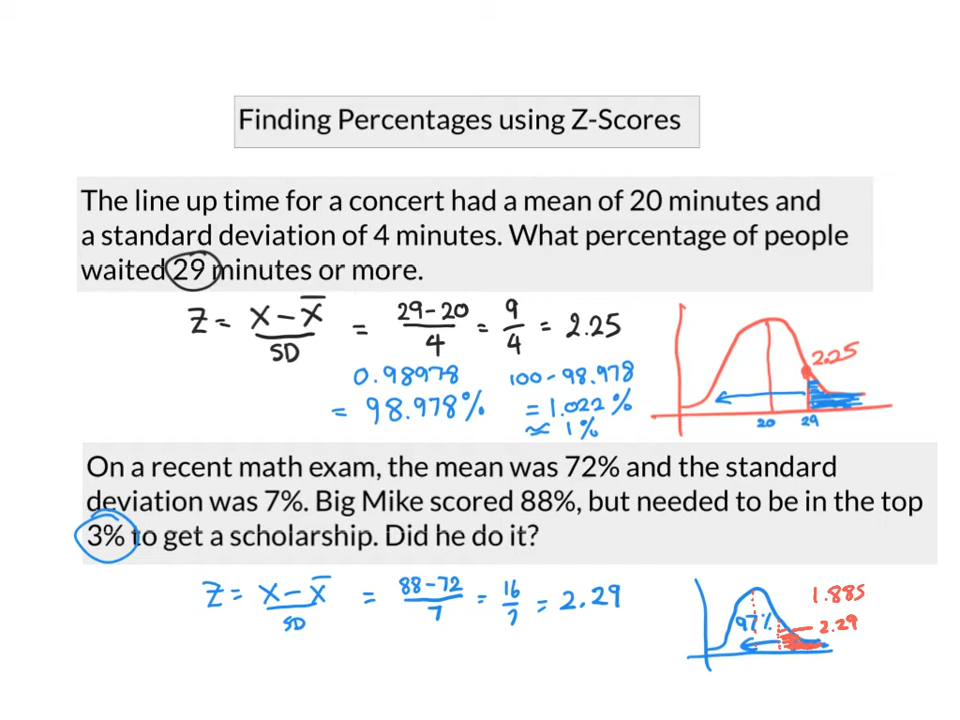 Finding Percentages using Z-Scores
The line up time for a concert had a mean of 20 minutes and
a standard deviation of 4 minutes. What percentage of people
waited 29 minutes or more.
Z = X - X̅ / SD = 29 - 20 / 4 = 9 / 4 = 2.25
0.98978
= 98.978%
100 - 98.978
= 1.022%
≈ 1%
2.25
20 29
On a recent math exam, the mean was 72% and the standard
deviation was 7%. Big Mike scored 88%, but needed to be in the top
3% to get a scholarship. Did he do it?
Z = X - X̅ / SD = 88 - 72 / 7 = 16 / 7 = 2.29
1.885
97%
2.29